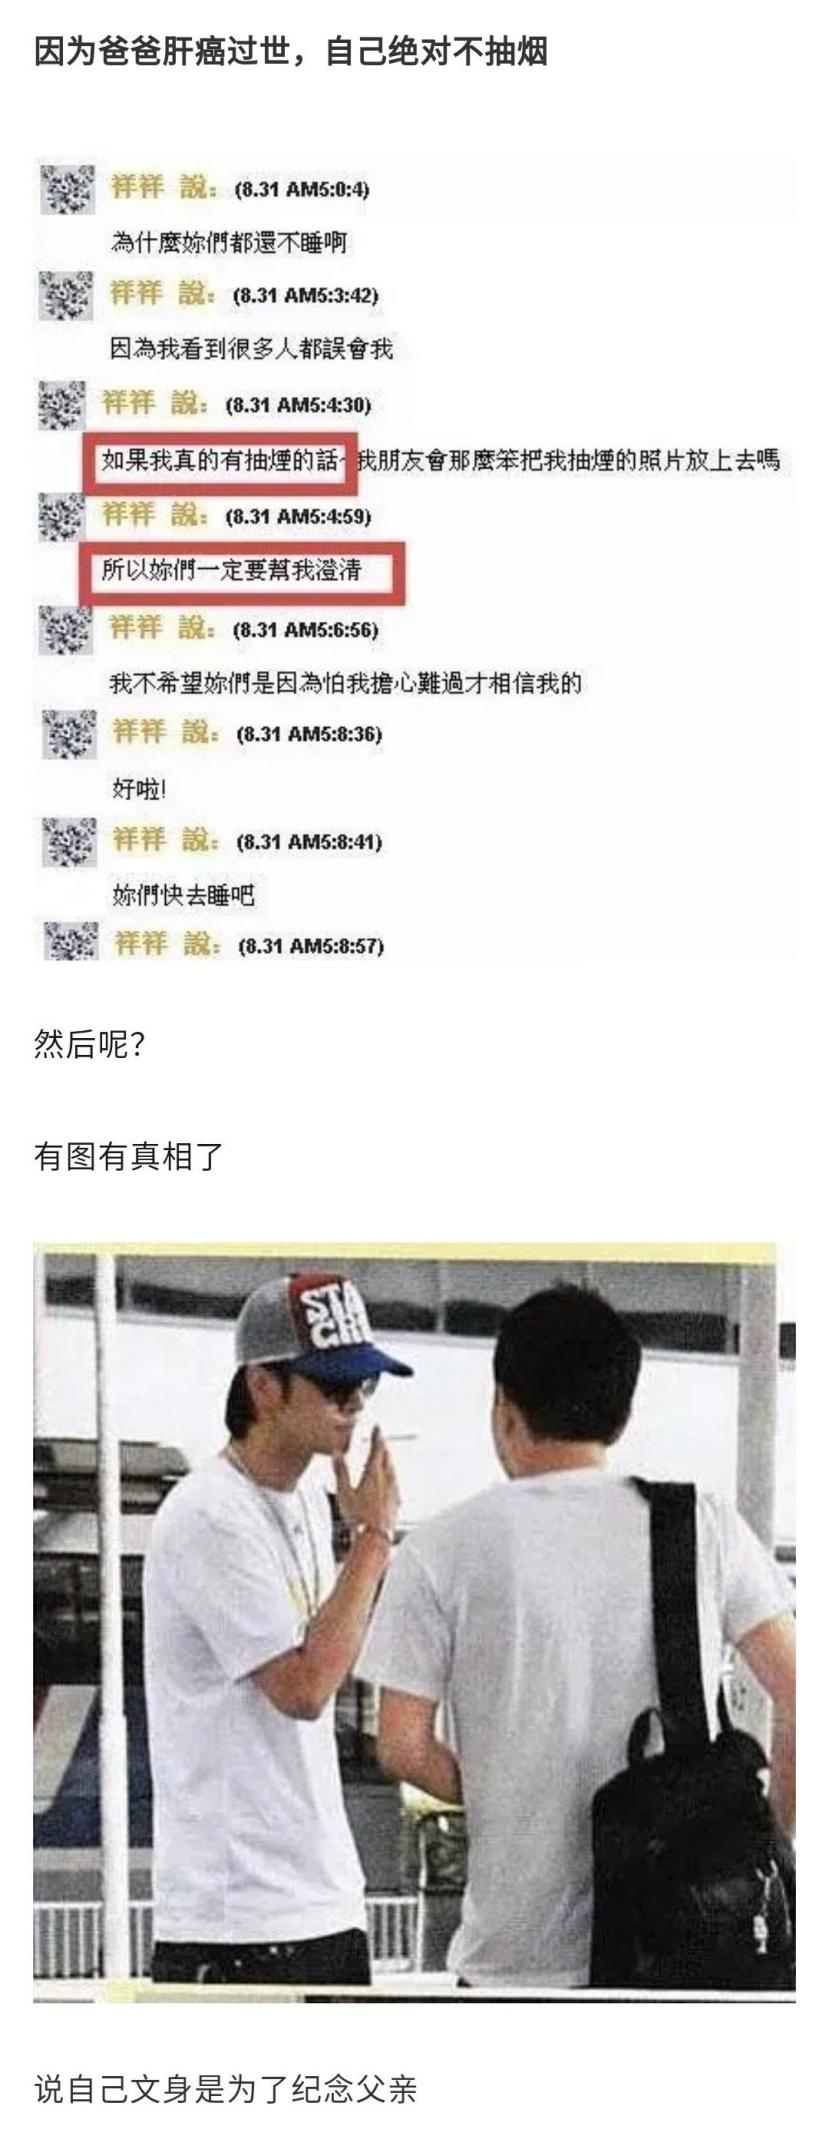 因为爸爸肝癌过世，自己绝对不抽烟
祥祥 說：(8.31 AM5:0:4)
為什麼妳們都還不睡啊
祥祥 說：(8.31 AM5:3:42)
因為我看到很多人都誤會我
祥祥 說：(8.31 AM5:4:30)
如果我真的有抽煙的話~我朋友會那麼笨把我抽煙的照片放上去嗎
祥祥 說：(8.31 AM5:4:59)
所以妳們一定要幫我澄清
祥祥 說：(8.31 AM5:6:56)
我不希望妳們是因為怕我擔心難過才相信我的
祥祥 說：(8.31 AM5:8:36)
好啦!
祥祥 說：(8.31 AM5:8:41)
妳們快去睡吧
祥祥 說：(8.31 AM5:8:57)
然后呢?
有图有真相了
STA
CH
说自己文身是为了纪念父亲